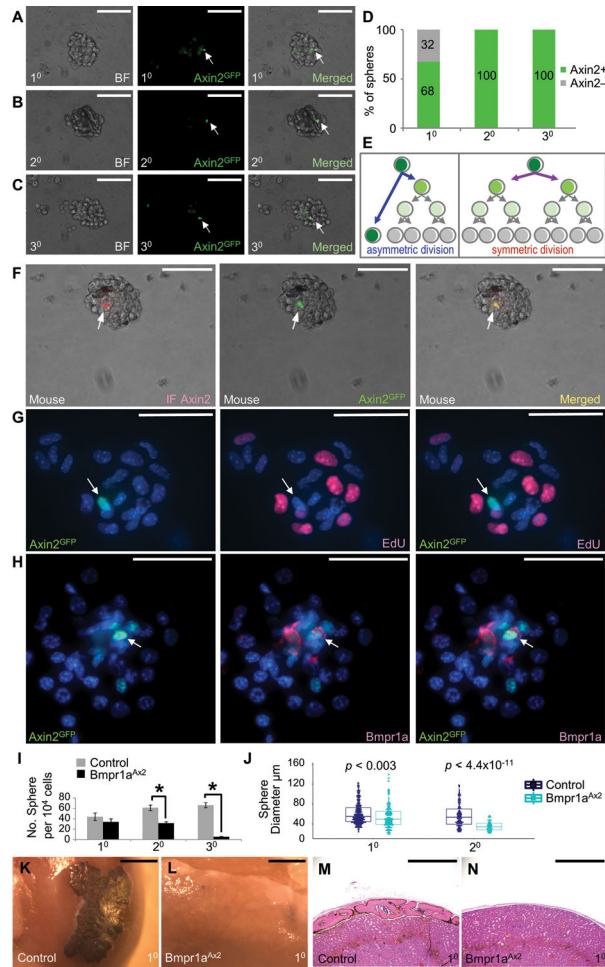 A
1⁰ BF
1⁰ Axin2GFP
1⁰ Merged
B
2⁰ BF
2⁰ Axin2GFP
2⁰ Merged
C
3⁰ BF
3⁰ Axin2GFP
3⁰ Merged
D
% of spheres
100
50
0
32
68
100
100
1⁰ 2⁰ 3⁰
Axin2+
Axin2–
E
asymmetric division
symmetric division
F
Mouse IF Axin2
Mouse Axin2GFP
Mouse Merged
G
Axin2GFP
EdU
Axin2GFP EdU
H
Axin2GFP
Bmpr1a
Axin2GFP Bmpr1a
I
Control
Bmpr1aAx2
No. Sphere
per 10⁴ cells
80
60
40
20
0
*
*
1⁰ 2⁰ 3⁰
J
Sphere
Diameter µm
160
120
80
40
0
p < 0.003
p < 4.4x10-11
Control
Bmpr1aAx2
1⁰ 2⁰
K
Control 1⁰
L
Bmpr1aAx2 1⁰
M
Control 1⁰
N
Bmpr1aAx2 1⁰